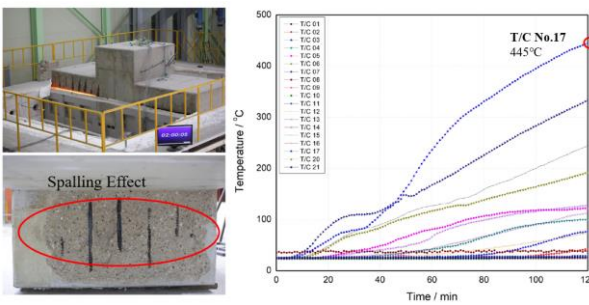 02:00:00
Spalling Effect
500
400
300
200
100
0
Temperature / °C
T/C 01
T/C 02
T/C 03
T/C 04
T/C 05
T/C 06
T/C 07
T/C 08
T/C 09
T/C 10
T/C 11
T/C 12
T/C 13
T/C 14
T/C 15
T/C 16
T/C 17
T/C 20
T/C 21
T/C No.17
445℃
0 20 40 60 80 100 120
Time / min